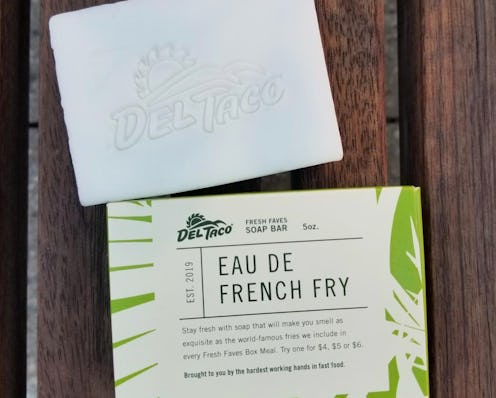 DEL TACO
DEL TACO
FRESH FAVES
SOAP BAR 5oz.
EST. 2019
EAU DE
FRENCH FRY
Stay fresh with soap that will make you smell as
exquisite as the world-famous fries we include in
every Fresh Faves Box Meal. Try one for $4, $5 or $6.
Brought to you by the hardest working hands in fast food.